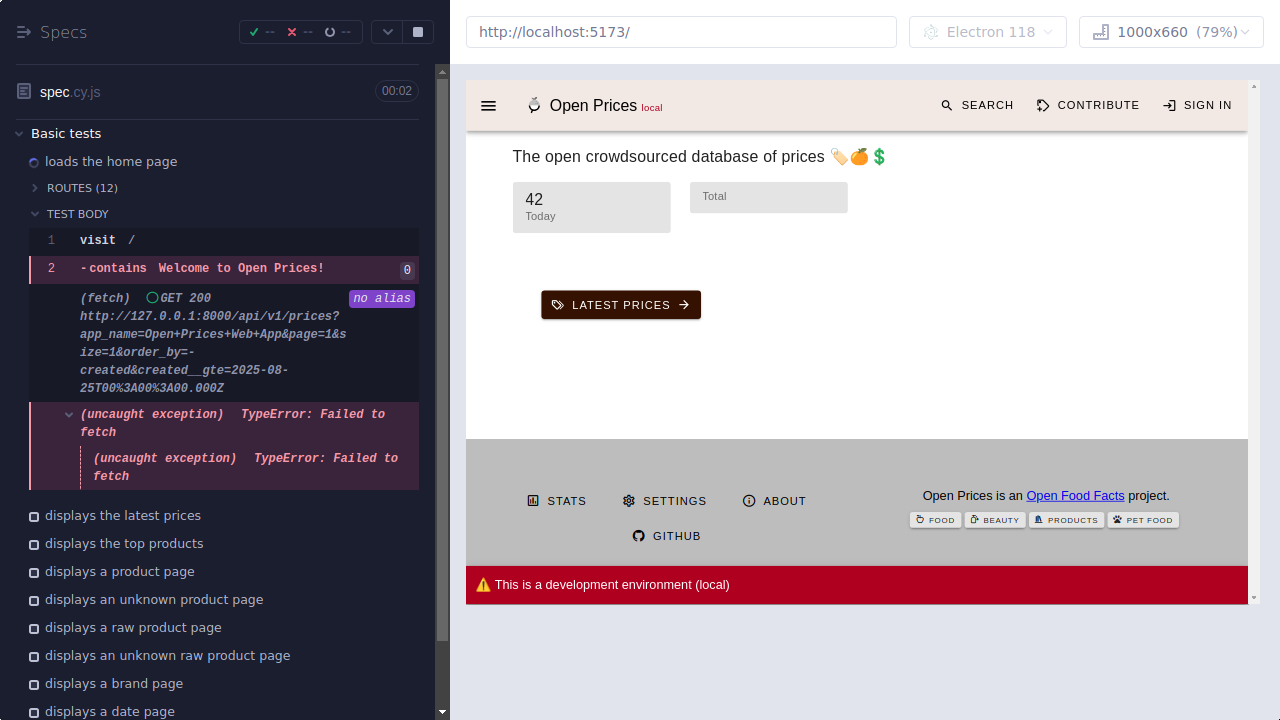 Specs
--
--
--
http://localhost:5173/
Electron 118
1000x660 (79%)
spec.cy.js
00:02
Basic tests
loads the home page
ROUTES (12)
TEST BODY
1 visit /
2 -contains Welcome to Open Prices! 0
(fetch) GET 200 no alias
http://127.0.0.1:8000/api/v1/prices?
app_name=Open+Prices+Web+App&page=1&s
ize=1&order_by=-
created&created__gte=2025-08-
25T00%3A00%3A00.000Z
(uncaught exception) TypeError: Failed to
fetch
(uncaught exception) TypeError: Failed to
fetch
displays the latest prices
displays the top products
displays a product page
displays an unknown product page
displays a raw product page
displays an unknown raw product page
displays a brand page
displays a date page
Open Prices local
SEARCH
CONTRIBUTE
SIGN IN
The open crowdsourced database of prices 🏷️🍊💲
42
Today
Total
LATEST PRICES
STATS
SETTINGS
ABOUT
GITHUB
Open Prices is an Open Food Facts project.
FOOD
BEAUTY
PRODUCTS
PET FOOD
⚠️ This is a development environment (local)